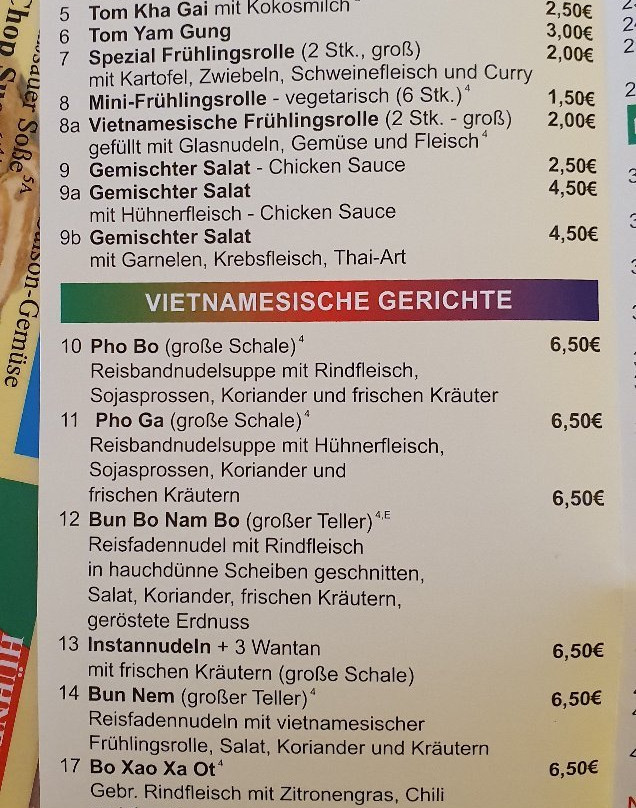 5 Tom Kha Gai mit Kokosmilch 2,50€
6 Tom Yam Gung 3,00€
7 Spezial Frühlingsrolle (2 Stk., groß) 2,00€
mit Kartofel, Zwiebeln, Schweinefleisch und Curry
8 Mini-Frühlingsrolle - vegetarisch (6 Stk.)⁴ 1,50€
8a Vietnamesische Frühlingsrolle (2 Stk. - groß) 2,00€
gefüllt mit Glasnudeln, Gemüse und Fleisch⁴
9 Gemischter Salat - Chicken Sauce 2,50€
9a Gemischter Salat 4,50€
mit Hühnerfleisch - Chicken Sauce
9b Gemischter Salat 4,50€
mit Garnelen, Krebsfleisch, Thai-Art
VIETNAMESISCHE GERICHTE
10 Pho Bo (große Schale)⁴ 6,50€
Reisbandnudelsuppe mit Rindfleisch,
Sojasprossen, Koriander und frischen Kräuter
11 Pho Ga (große Schale)⁴ 6,50€
Reisbandnudelsuppe mit Hühnerfleisch,
Sojasprossen, Koriander und
frischen Kräutern 6,50€
12 Bun Bo Nam Bo (großer Teller)⁴,ᴱ
Reisfadennudel mit Rindfleisch
in hauchdünne Scheiben geschnitten,
Salat, Koriander, frischen Kräutern,
geröstete Erdnuss
13 Instannudeln + 3 Wantan 6,50€
mit frischen Kräutern (große Schale)
14 Bun Nem (großer Teller)⁴ 6,50€
Reisfadennudeln mit vietnamesischer
Frühlingsrolle, Salat, Koriander und Kräutern
17 Bo Xao Xa Ot⁴ 6,50€
Gebr. Rindfleisch mit Zitronengras, Chili
Soße 5A
Saison-Gemüse